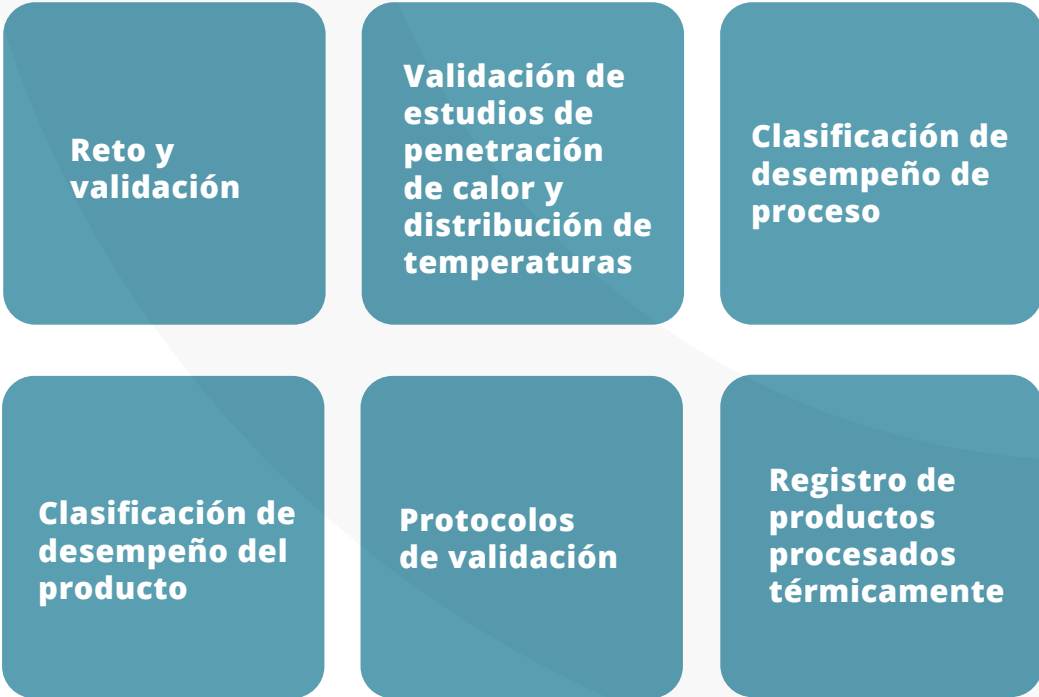 Reto y
validación
Validación de
estudios de
penetración
de calor y
distribución de
temperaturas
Clasificación de
desempeño de
proceso
Clasificación de
desempeño del
producto
Protocolos
de validación
Registro de
productos
procesados
térmicamente